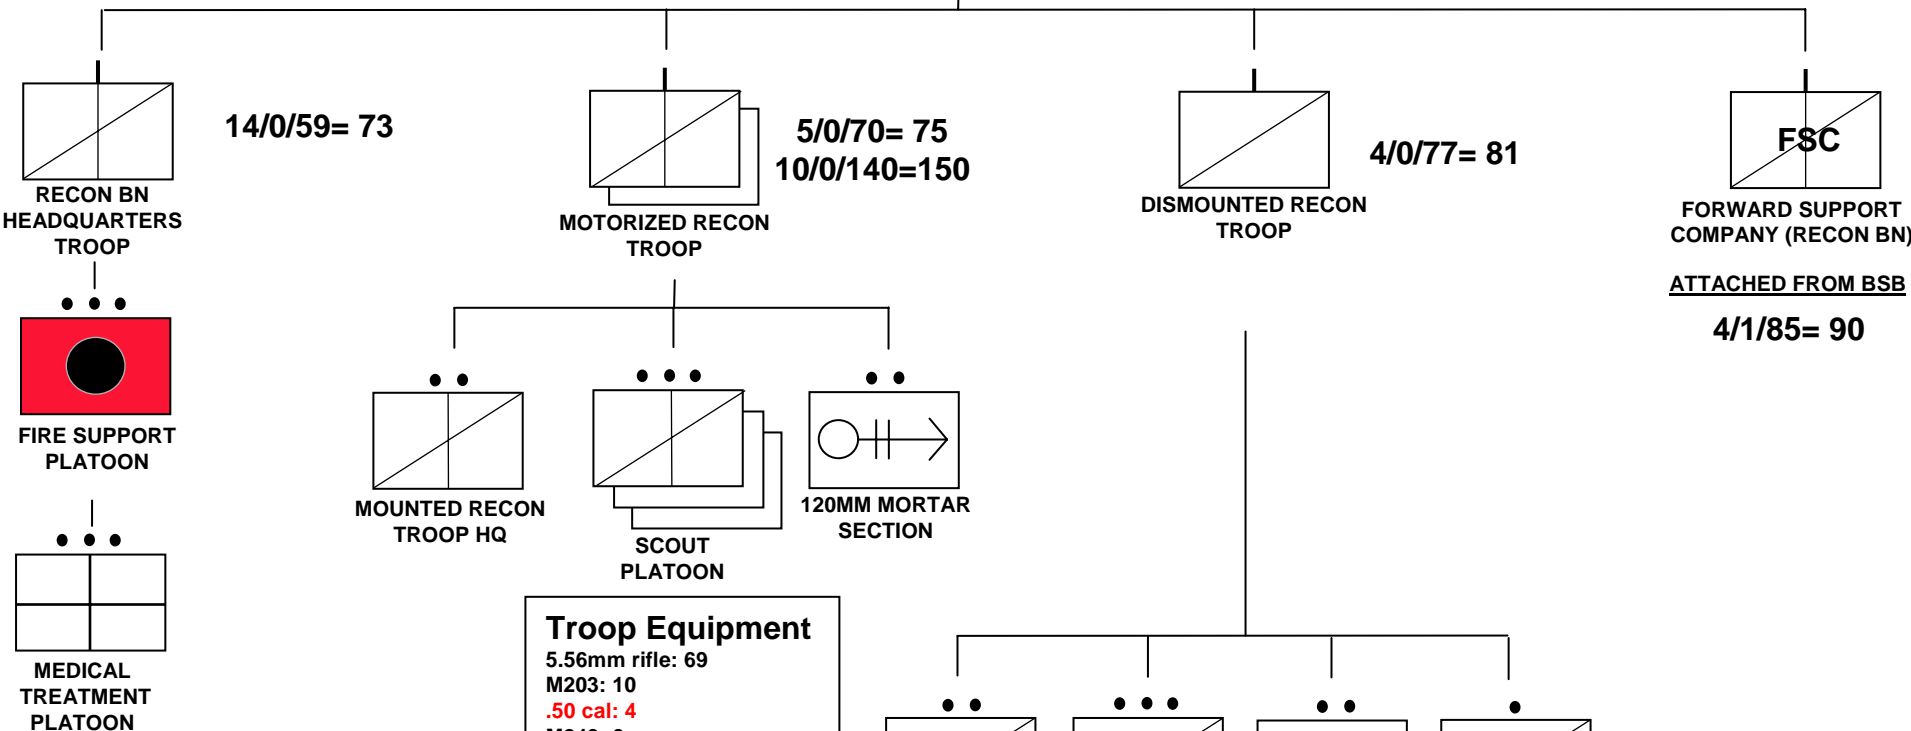 14/0/59= 73
RECON BN
HEADQUARTERS
TROOP
5/0/70= 75
10/0/140=150
MOTORIZED RECON
TROOP
4/0/77= 81
DISMOUNTED RECON
TROOP
FSC
FORWARD SUPPORT
COMPANY (RECON BN)
ATTACHED FROM BSB
4/1/85= 90
FIRE SUPPORT
PLATOON
MEDICAL
TREATMENT
PLATOON
MOUNTED RECON
TROOP HQ
SCOUT
PLATOON
120MM MORTAR
SECTION
Troop Equipment
5.56mm rifle: 69
M203: 10
.50 cal: 4